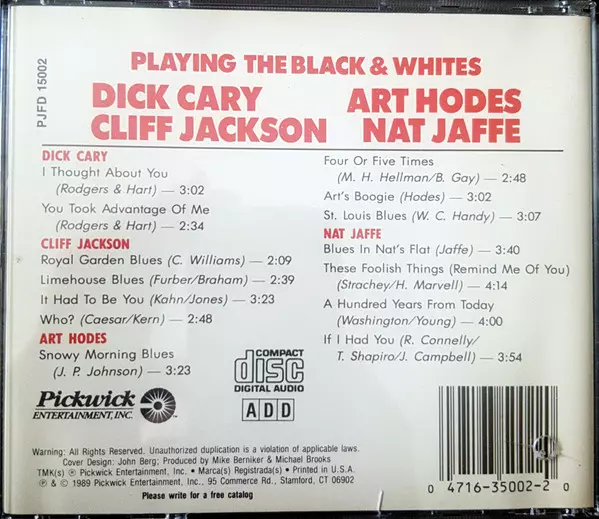 PJFD 15002
PLAYING THE BLACK & WHITES
DICK CARY ART HODES
CLIFF JACKSON NAT JAFFE
DICK CARY
I Thought About You
(Rodgers & Hart) — 3:02
You Took Advantage Of Me
(Rodgers & Hart) — 2:34
CLIFF JACKSON
Royal Garden Blues (C. Williams) — 2:09
Limehouse Blues (Furber/Braham) — 2:39
It Had To Be You (Kahn/Jones) — 3:23
Who? (Caesar/Kern) — 2:48
ART HODES
Snowy Morning Blues
(J. P. Johnson) — 3:23
Four Or Five Times
(M. H. Hellman/B. Gay) — 2:48
Art's Boogie (Hodes) — 3:02
St. Louis Blues (W. C. Handy) — 3:07
NAT JAFFE
Blues In Nat's Flat (Jaffe) — 3:40
These Foolish Things (Remind Me Of You)
(Strachey/H. Marvell) — 4:14
A Hundred Years From Today
(Washington/Young) — 4:00
If I Had You (R. Connelly/
T. Shapiro/J. Campbell) — 3:54
Pickwick
ENTERTAINMENT, INC.
COMPACT
disc
DIGITAL AUDIO
ADD
Warning: All Rights Reserved. Unauthorized duplication is a violation of applicable laws.
Cover Design: John Berg; Produced by Mike Berniker & Michael Brooks
TMK(s) ® Pickwick Entertainment, Inc. • Marca(s) Registrada(s) • Printed in U.S.A.
℗ & © 1989 Pickwick Entertainment, Inc., 95 Commerce Rd., Stamford, CT 06902
Please write for a free catalog
0 4716-35002-2 0